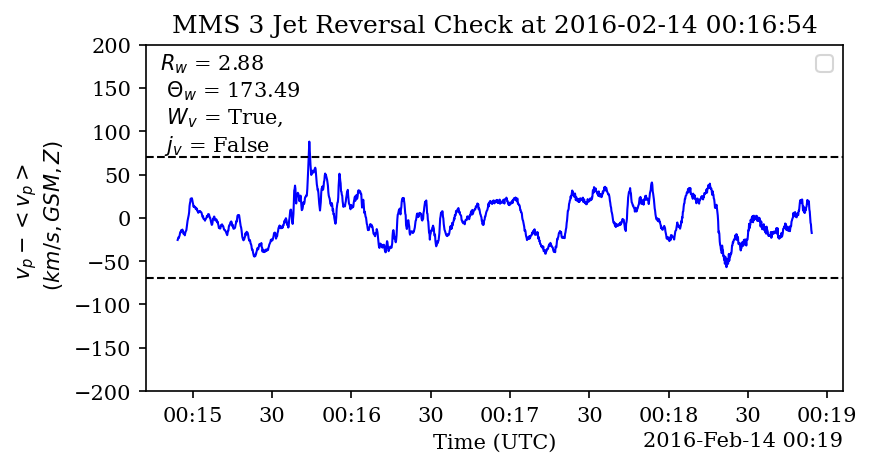 MMS 3 Jet Reversal Check at 2016-02-14 00:16:54
R_w = 2.88
Θ_w = 173.49
W_v = True,
j_v = False
v_p − < v_p >
(km/s, GSM, Z)
200
150
100
50
0
−50
−100
−150
−200
00:15 30 00:16 30 00:17 30 00:18 30 00:19
Time (UTC)
2016-Feb-14 00:19